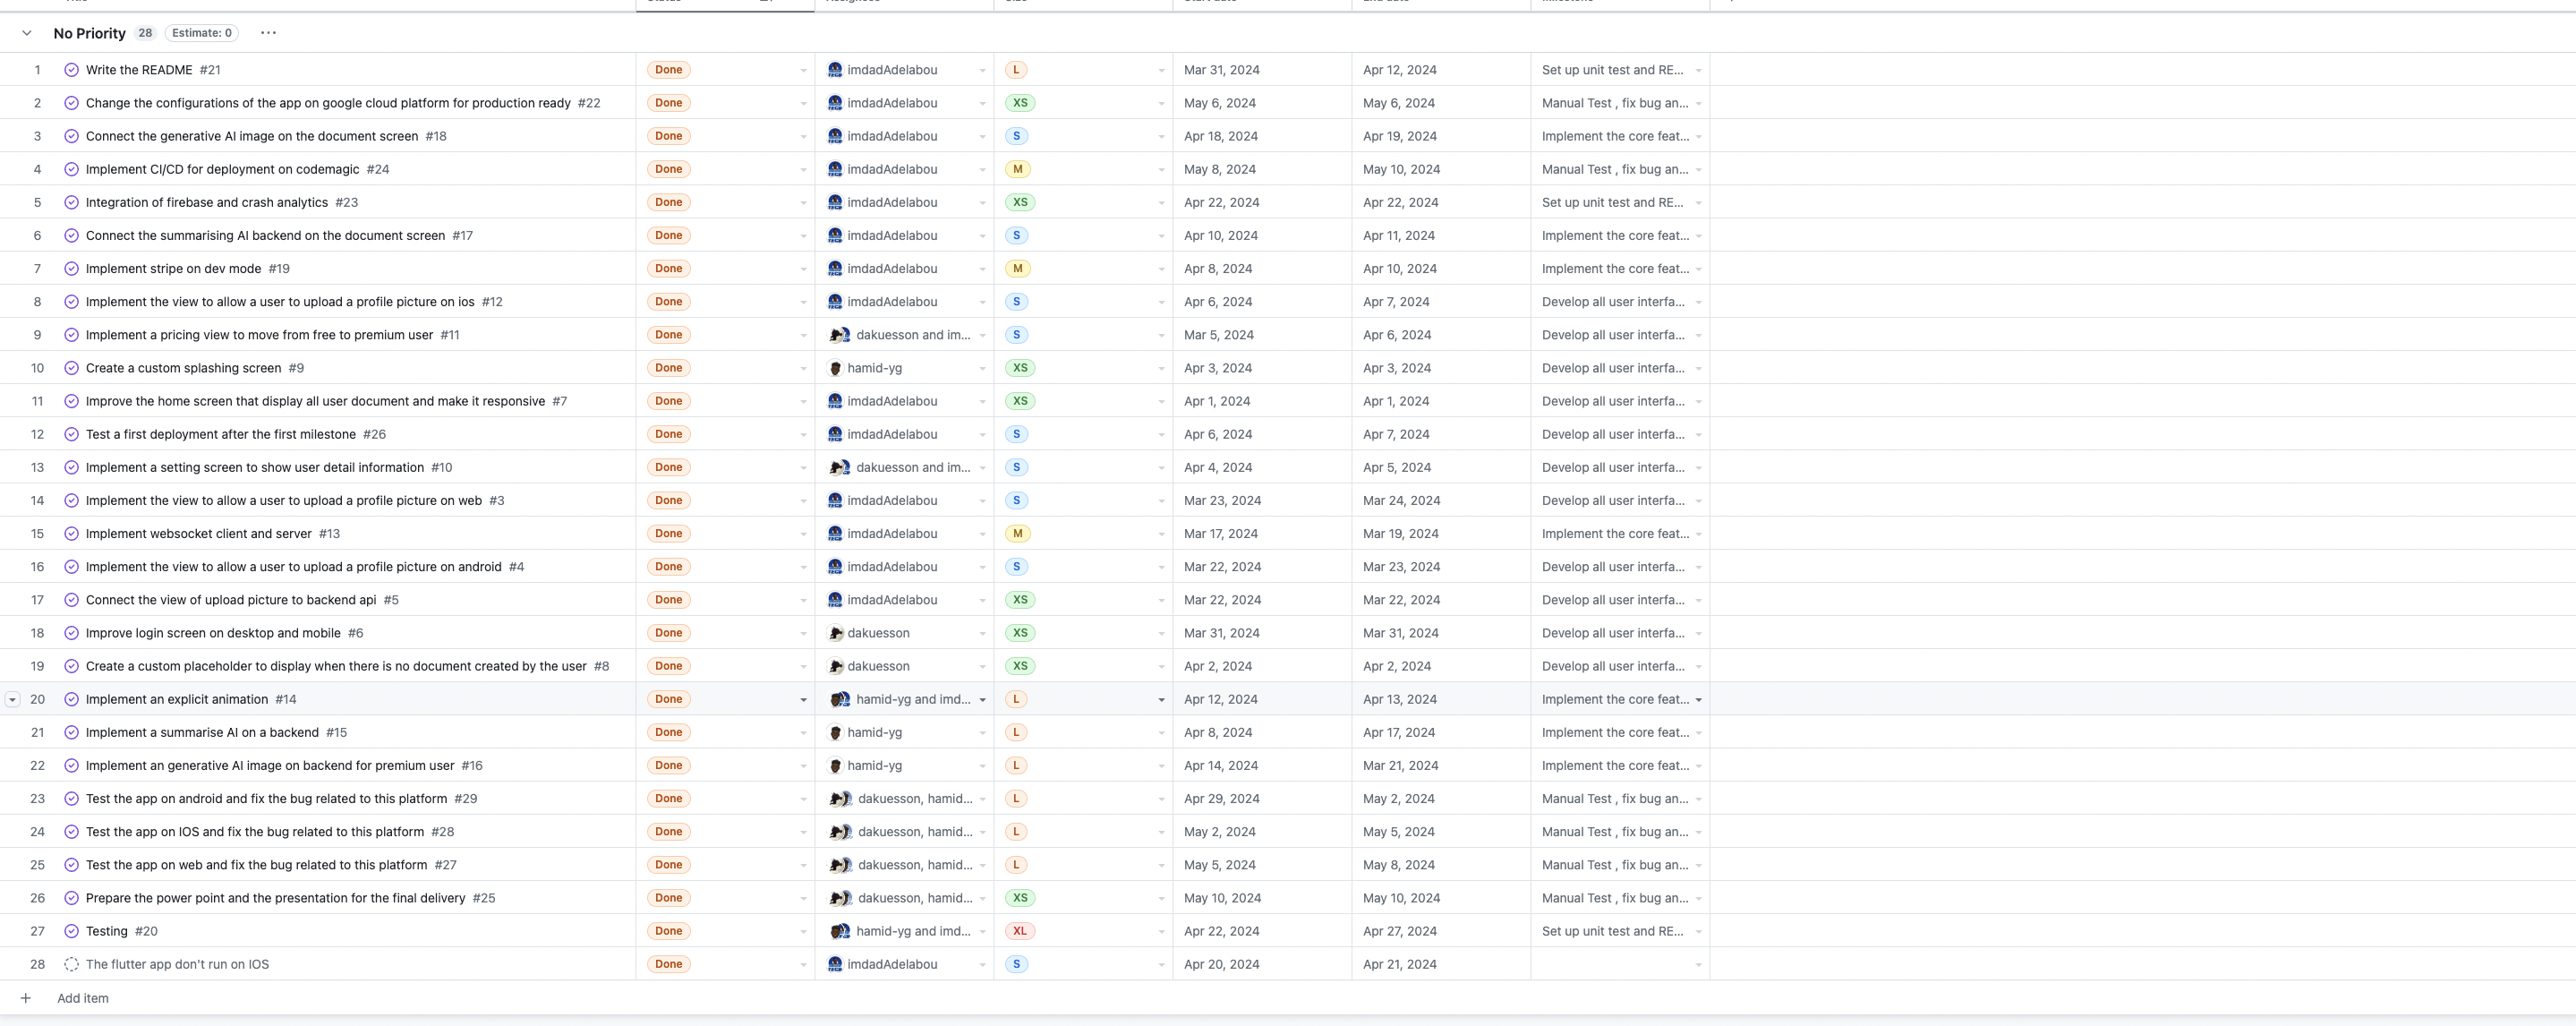 No Priority 28 Estimate: 0 ...
1 Write the README #21 Done imdadAdelabou L Mar 31, 2024 Apr 12, 2024 Set up unit test and RE...
2 Change the configurations of the app on google cloud platform for production ready #22 Done imdadAdelabou XS May 6, 2024 May 6, 2024 Manual Test , fix bug an...
3 Connect the generative AI image on the document screen #18 Done imdadAdelabou S Apr 18, 2024 Apr 19, 2024 Implement the core feat...
4 Implement CI/CD for deployment on codemagic #24 Done imdadAdelabou M May 8, 2024 May 10, 2024 Manual Test , fix bug an...
5 Integration of firebase and crash analytics #23 Done imdadAdelabou XS Apr 22, 2024 Apr 22, 2024 Set up unit test and RE...
6 Connect the summarising AI backend on the document screen #17 Done imdadAdelabou S Apr 10, 2024 Apr 11, 2024 Implement the core feat...
7 Implement stripe on dev mode #19 Done imdadAdelabou M Apr 8, 2024 Apr 10, 2024 Implement the core feat...
8 Implement the view to allow a user to upload a profile picture on ios #12 Done imdadAdelabou S Apr 6, 2024 Apr 7, 2024 Develop all user interfa...
9 Implement a pricing view to move from free to premium user #11 Done dakuesson and im... S Mar 5, 2024 Apr 6, 2024 Develop all user interfa...
10 Create a custom splashing screen #9 Done hamid-yg XS Apr 3, 2024 Apr 3, 2024 Develop all user interfa...
11 Improve the home screen that display all user document and make it responsive #7 Done imdadAdelabou XS Apr 1, 2024 Apr 1, 2024 Develop all user interfa...
12 Test a first deployment after the first milestone #26 Done imdadAdelabou S Apr 6, 2024 Apr 7, 2024 Develop all user interfa...
13 Implement a setting screen to show user detail information #10 Done dakuesson and im... S Apr 4, 2024 Apr 5, 2024 Develop all user interfa...
14 Implement the view to allow a user to upload a profile picture on web #3 Done imdadAdelabou S Mar 23, 2024 Mar 24, 2024 Develop all user interfa...
15 Implement websocket client and server #13 Done imdadAdelabou M Mar 17, 2024 Mar 19, 2024 Implement the core feat...
16 Implement the view to allow a user to upload a profile picture on android #4 Done imdadAdelabou S Mar 22, 2024 Mar 23, 2024 Develop all user interfa...
17 Connect the view of upload picture to backend api #5 Done imdadAdelabou XS Mar 22, 2024 Mar 22, 2024 Develop all user interfa...
18 Improve login screen on desktop and mobile #6 Done dakuesson XS Mar 31, 2024 Mar 31, 2024 Develop all user interfa...
19 Create a custom placeholder to display when there is no document created by the user #8 Done dakuesson XS Apr 2, 2024 Apr 2, 2024 Develop all user interfa...
20 Implement an explicit animation #14 Done hamid-yg and imd... L Apr 12, 2024 Apr 13, 2024 Implement the core feat...
21 Implement a summarise AI on a backend #15 Done hamid-yg L Apr 8, 2024 Apr 17, 2024 Implement the core feat...
22 Implement an generative AI image on backend for premium user #16 Done hamid-yg L Apr 14, 2024 Mar 21, 2024 Implement the core feat...
23 Test the app on android and fix the bug related to this platform #29 Done dakuesson, hamid... L Apr 29, 2024 May 2, 2024 Manual Test , fix bug an...
24 Test the app on IOS and fix the bug related to this platform #28 Done dakuesson, hamid... L May 2, 2024 May 5, 2024 Manual Test , fix bug an...
25 Test the app on web and fix the bug related to this platform #27 Done dakuesson, hamid... L May 5, 2024 May 8, 2024 Manual Test , fix bug an...
26 Prepare the power point and the presentation for the final delivery #25 Done dakuesson, hamid... XS May 10, 2024 May 10, 2024 Manual Test , fix bug an...
27 Testing #20 Done hamid-yg and imd... XL Apr 22, 2024 Apr 27, 2024 Set up unit test and RE...
28 The flutter app don't run on IOS Done imdadAdelabou S Apr 20, 2024 Apr 21, 2024
+ Add item